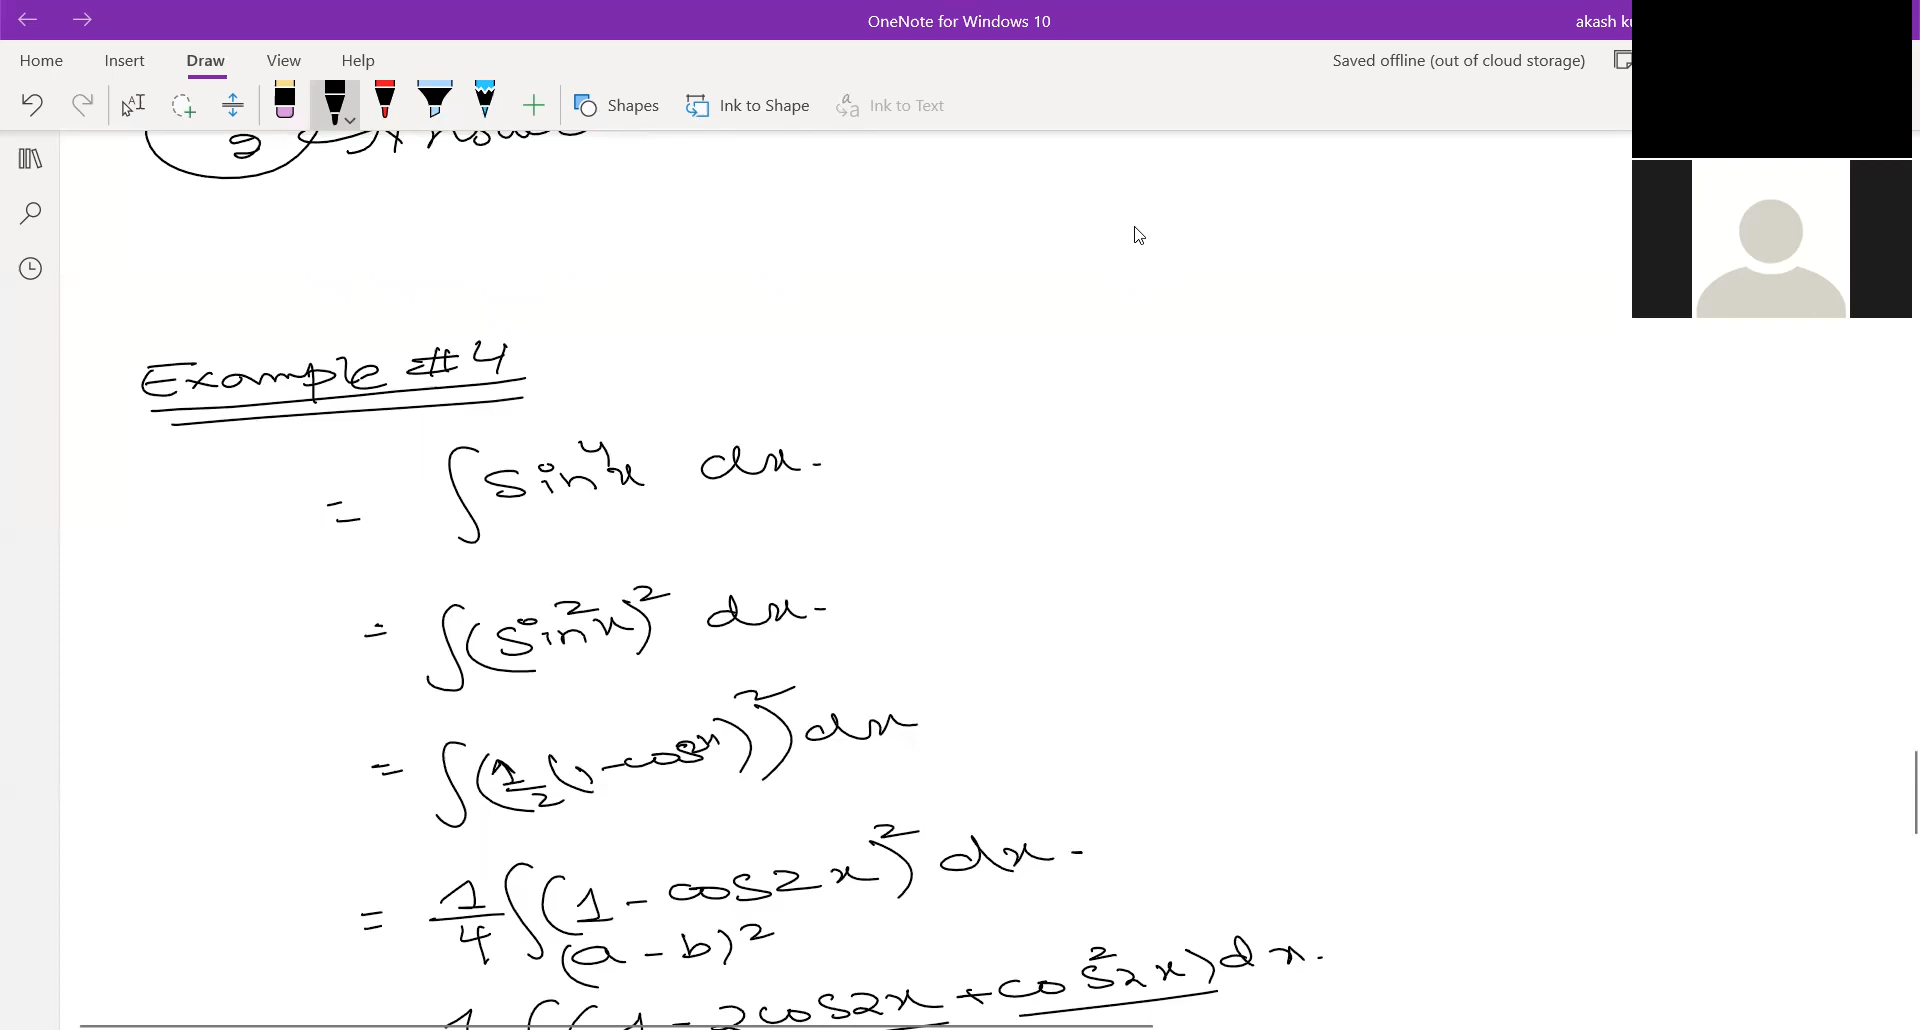 OneNote for Windows 10
akash ku
Home Insert Draw View Help
Saved offline (out of cloud storage)
Shapes Ink to Shape Ink to Text
Example #4
= ∫ sin⁴x dx.
= ∫ (sin²x)² dx.
= ∫ (1/2 (1 - cos2x))² dx
= 1/4 ∫ (1 - cos2x)² dx.
(a - b)²
1 ∫ (1 - 2cos2x + cos²2x) dx.